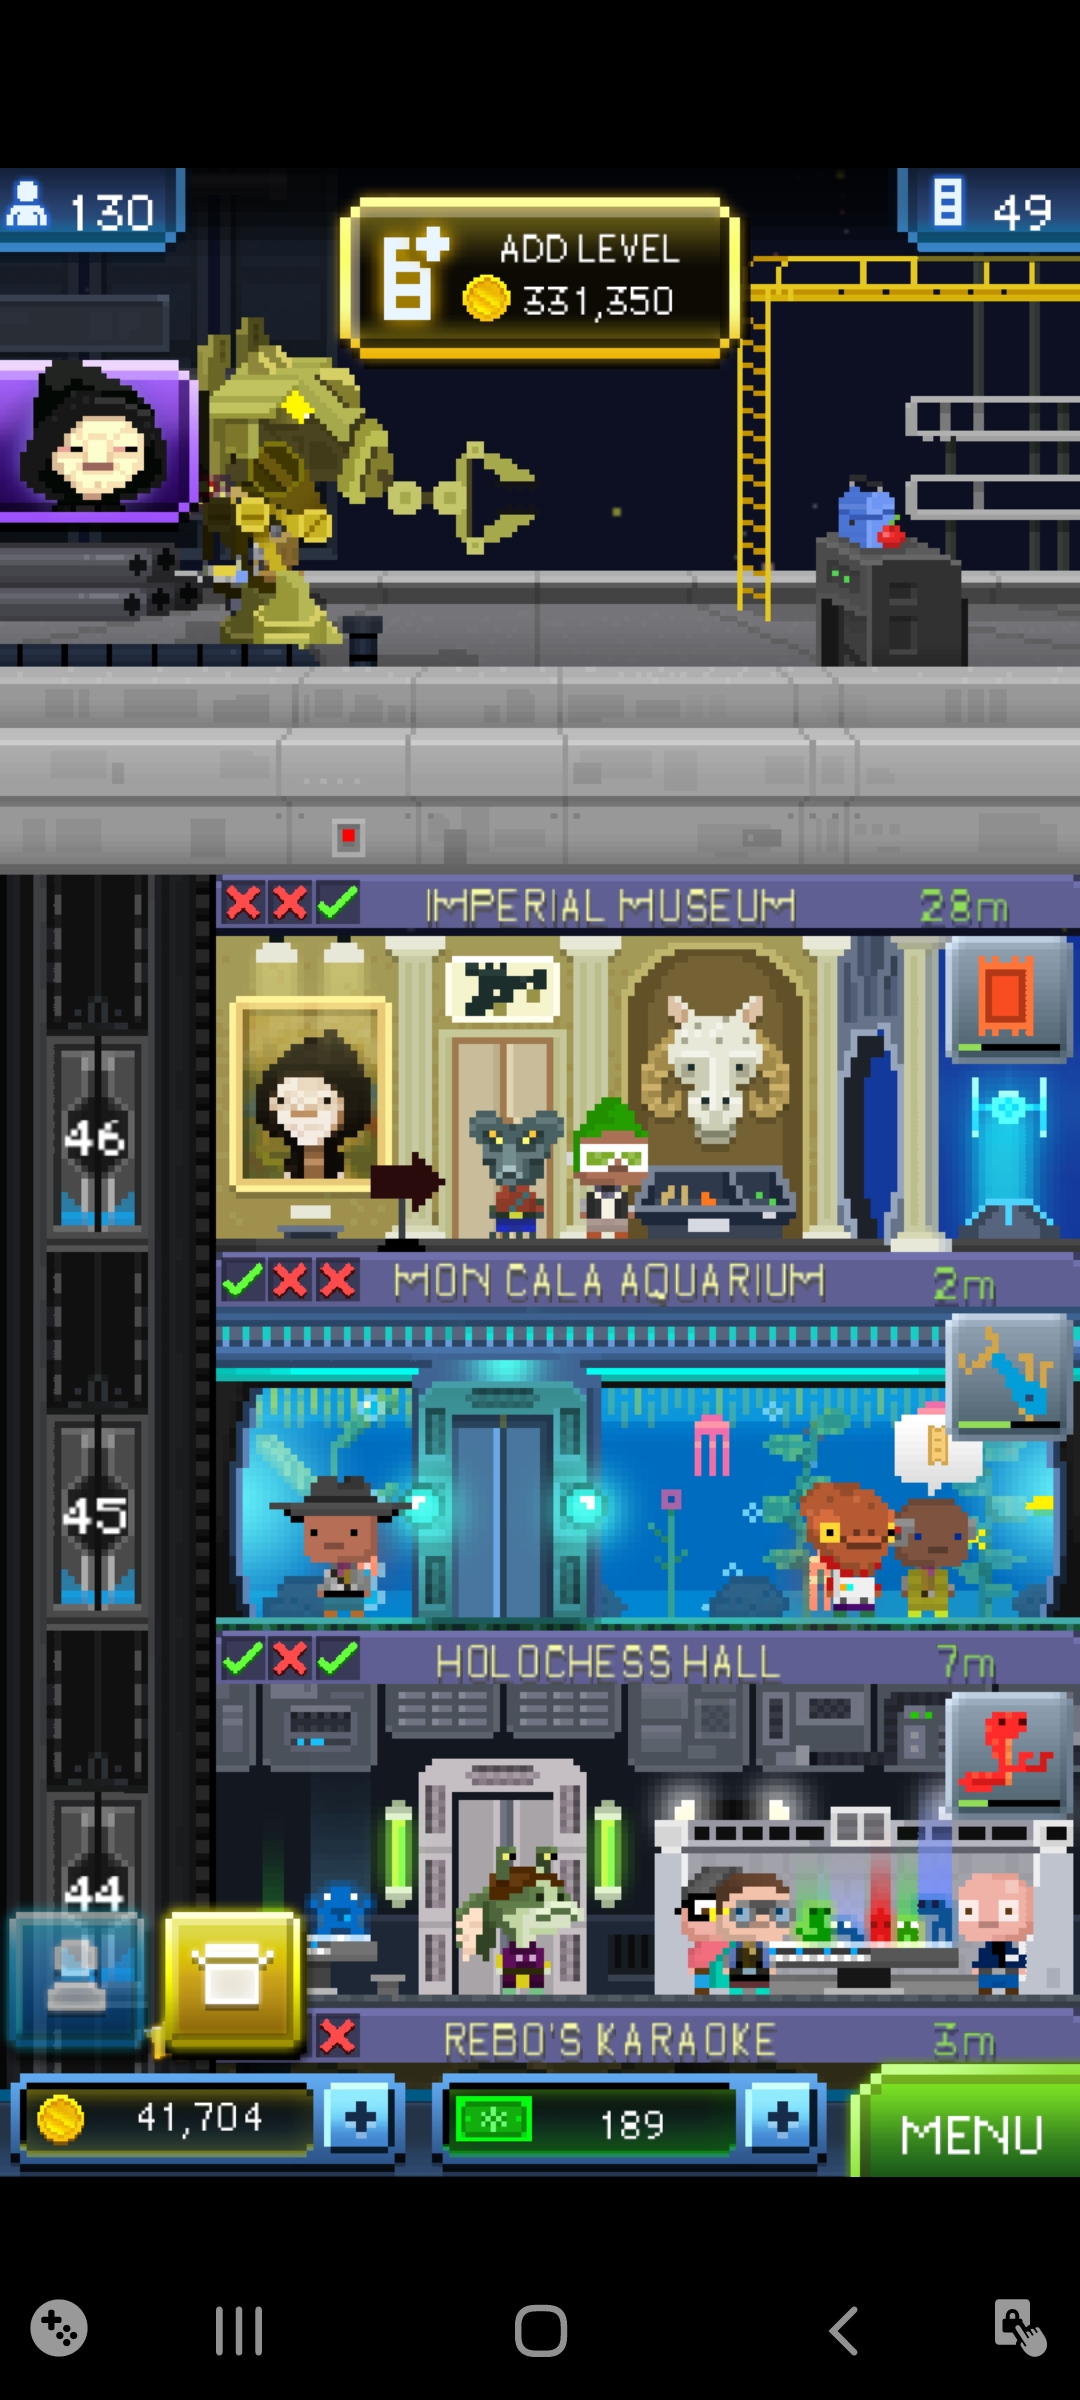 130
ADD LEVEL
331,350
49
IMPERIAL MUSEUM 28m
46
MON CALA AQUARIUM 2m
45
HOLOCHESS HALL 7m
44
REBO'S KARAOKE 3m
41,704
189
MENU